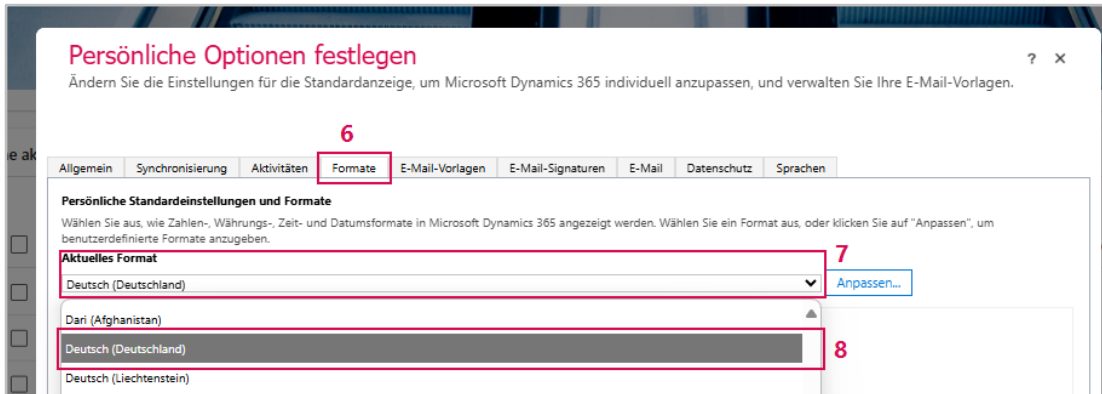 Persönliche Optionen festlegen
? ×
Ändern Sie die Einstellungen für die Standardanzeige, um Microsoft Dynamics 365 individuell anzupassen, und verwalten Sie Ihre E-Mail-Vorlagen.
6
Allgemein Synchronisierung Aktivitäten Formate E-Mail-Vorlagen E-Mail-Signaturen E-Mail Datenschutz Sprachen
Persönliche Standardeinstellungen und Formate
Wählen Sie aus, wie Zahlen-, Währungs-, Zeit- und Datumsformate in Microsoft Dynamics 365 angezeigt werden. Wählen Sie ein Format aus, oder klicken Sie auf "Anpassen", um
benutzerdefinierte Formate anzugeben.
Aktuelles Format
7
Deutsch (Deutschland)
Anpassen...
Dari (Afghanistan)
Deutsch (Deutschland)
8
Deutsch (Liechtenstein)